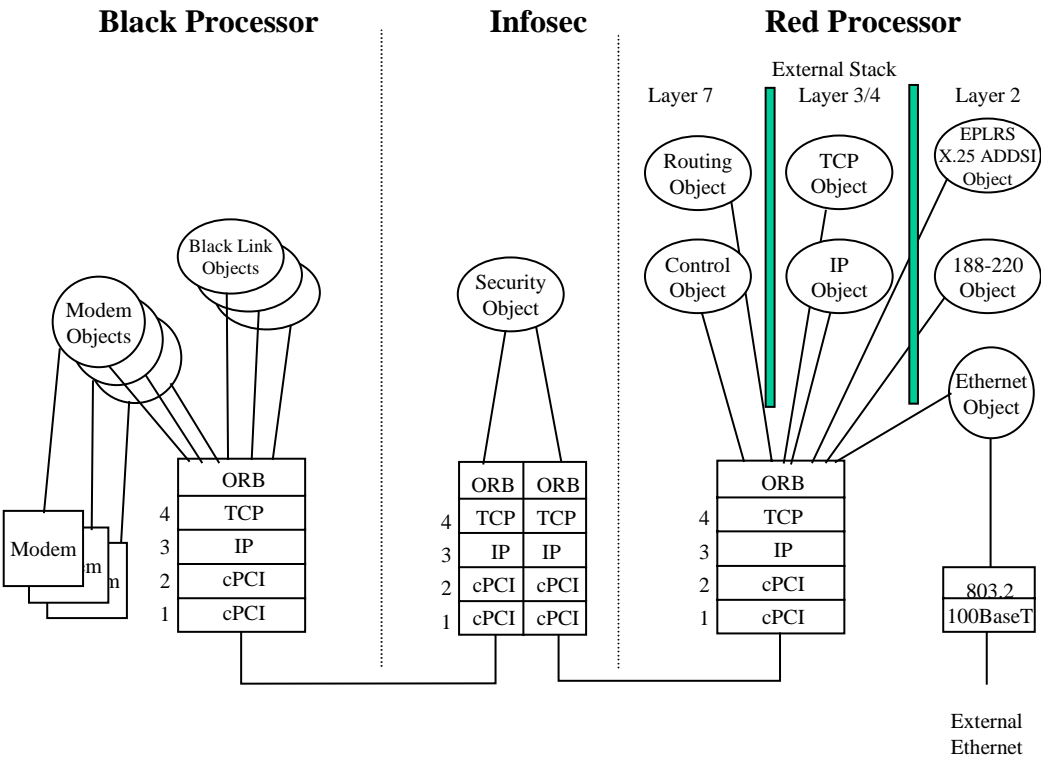 Black Processor
Infosec
Red Processor
External Stack
Layer 7
Layer 3/4
Layer 2
Routing
Object
TCP
Object
EPLRS
X.25 ADDSI
Object
Black Link
Objects
Modem
Objects
Security
Object
Control
Object
IP
Object
188-220
Object
Ethernet
Object
Modem
em
m
ORB
4 TCP
3 IP
2 cPCI
1 cPCI
ORB ORB
4 TCP TCP
3 IP IP
2 cPCI cPCI
1 cPCI cPCI
ORB
4 TCP
3 IP
2 cPCI
1 cPCI
803.2
100BaseT
External
Ethernet